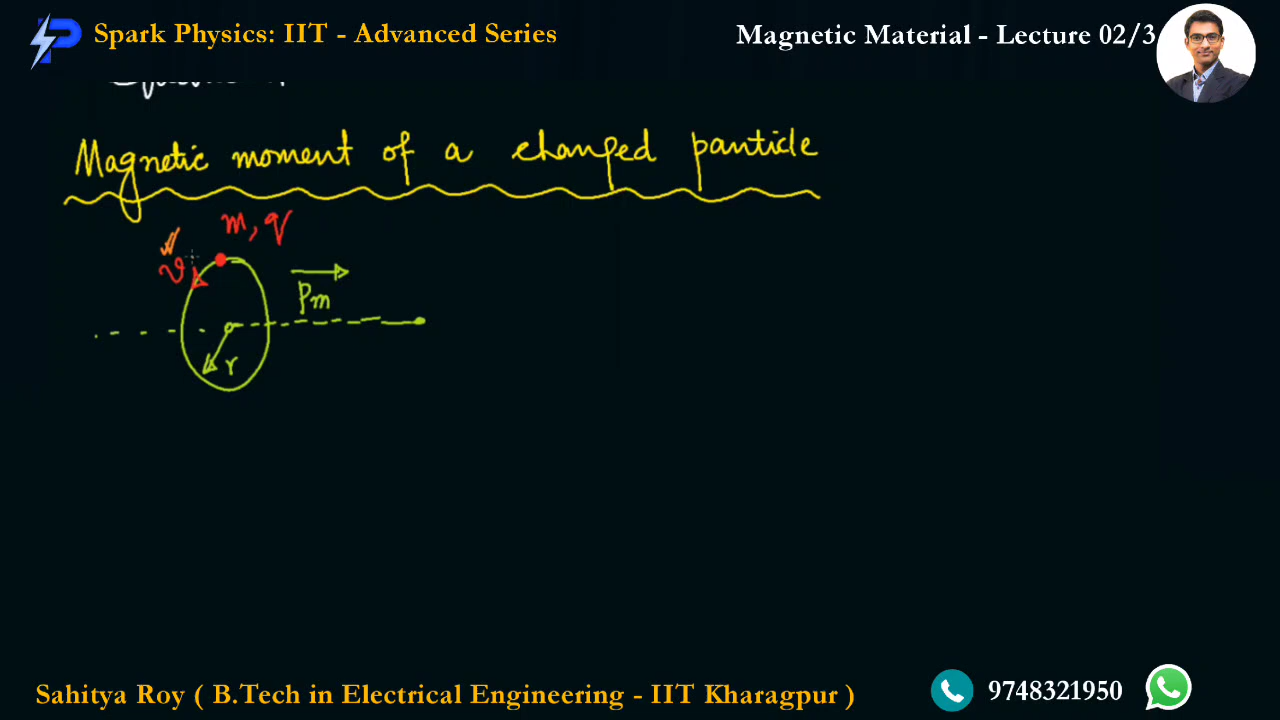 Spark Physics: IIT - Advanced Series
Magnetic Material - Lecture 02/3
Magnetic moment of a charged particle
m, q
v
Pm
r
Sahitya Roy ( B.Tech in Electrical Engineering - IIT Kharagpur )
9748321950